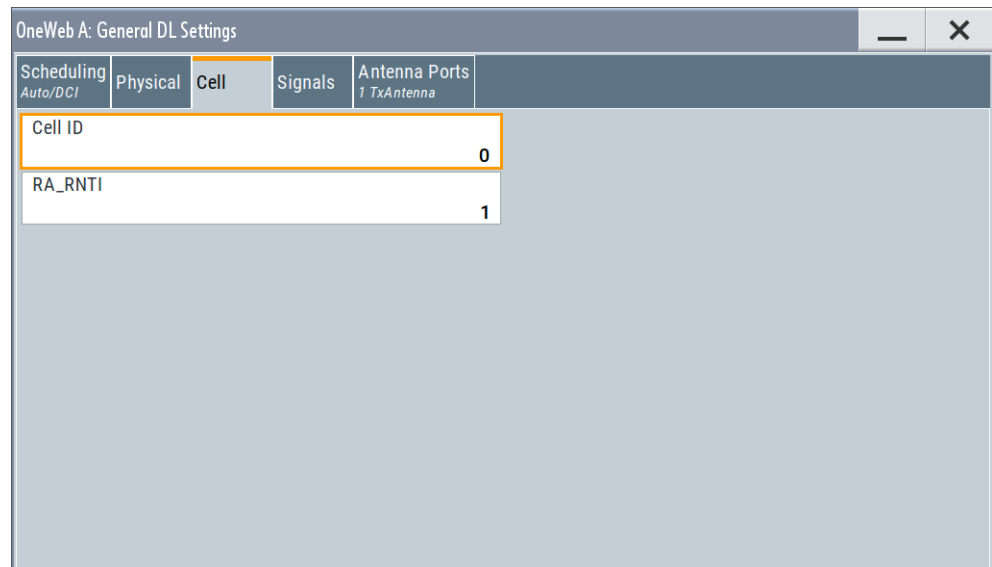 OneWeb A: General DL Settings
Scheduling
Auto/DCI
Physical
Cell
Signals
Antenna Ports
1 TxAntenna
Cell ID
0
RA_RNTI
1